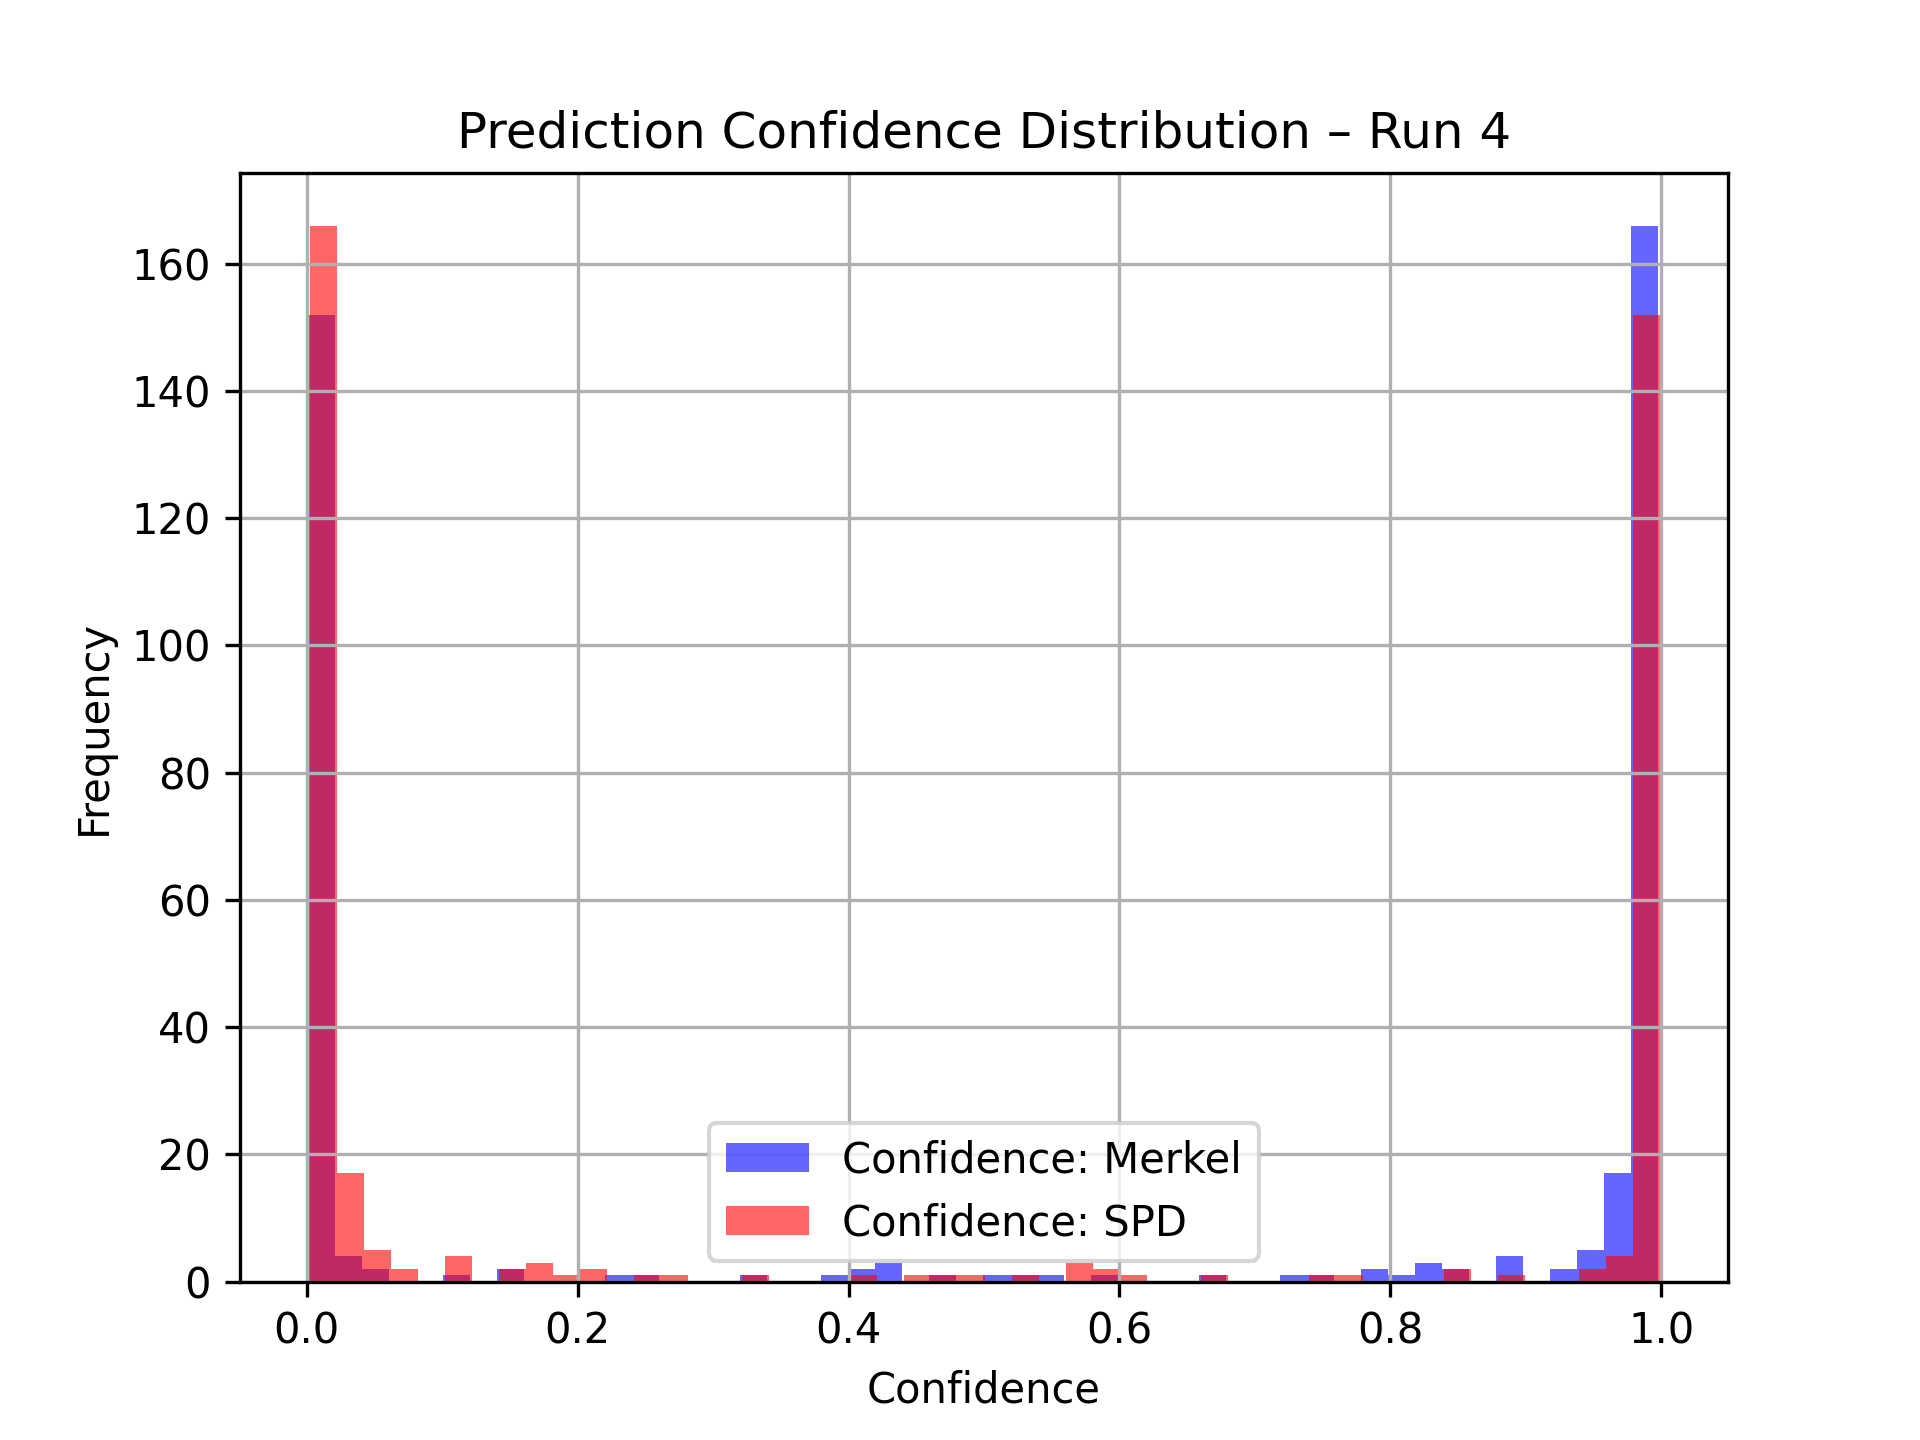 Prediction Confidence Distribution – Run 4
Frequency
160
140
120
100
80
60
40
20
0
Confidence: Merkel
Confidence: SPD
0.0 0.2 0.4 0.6 0.8 1.0
Confidence